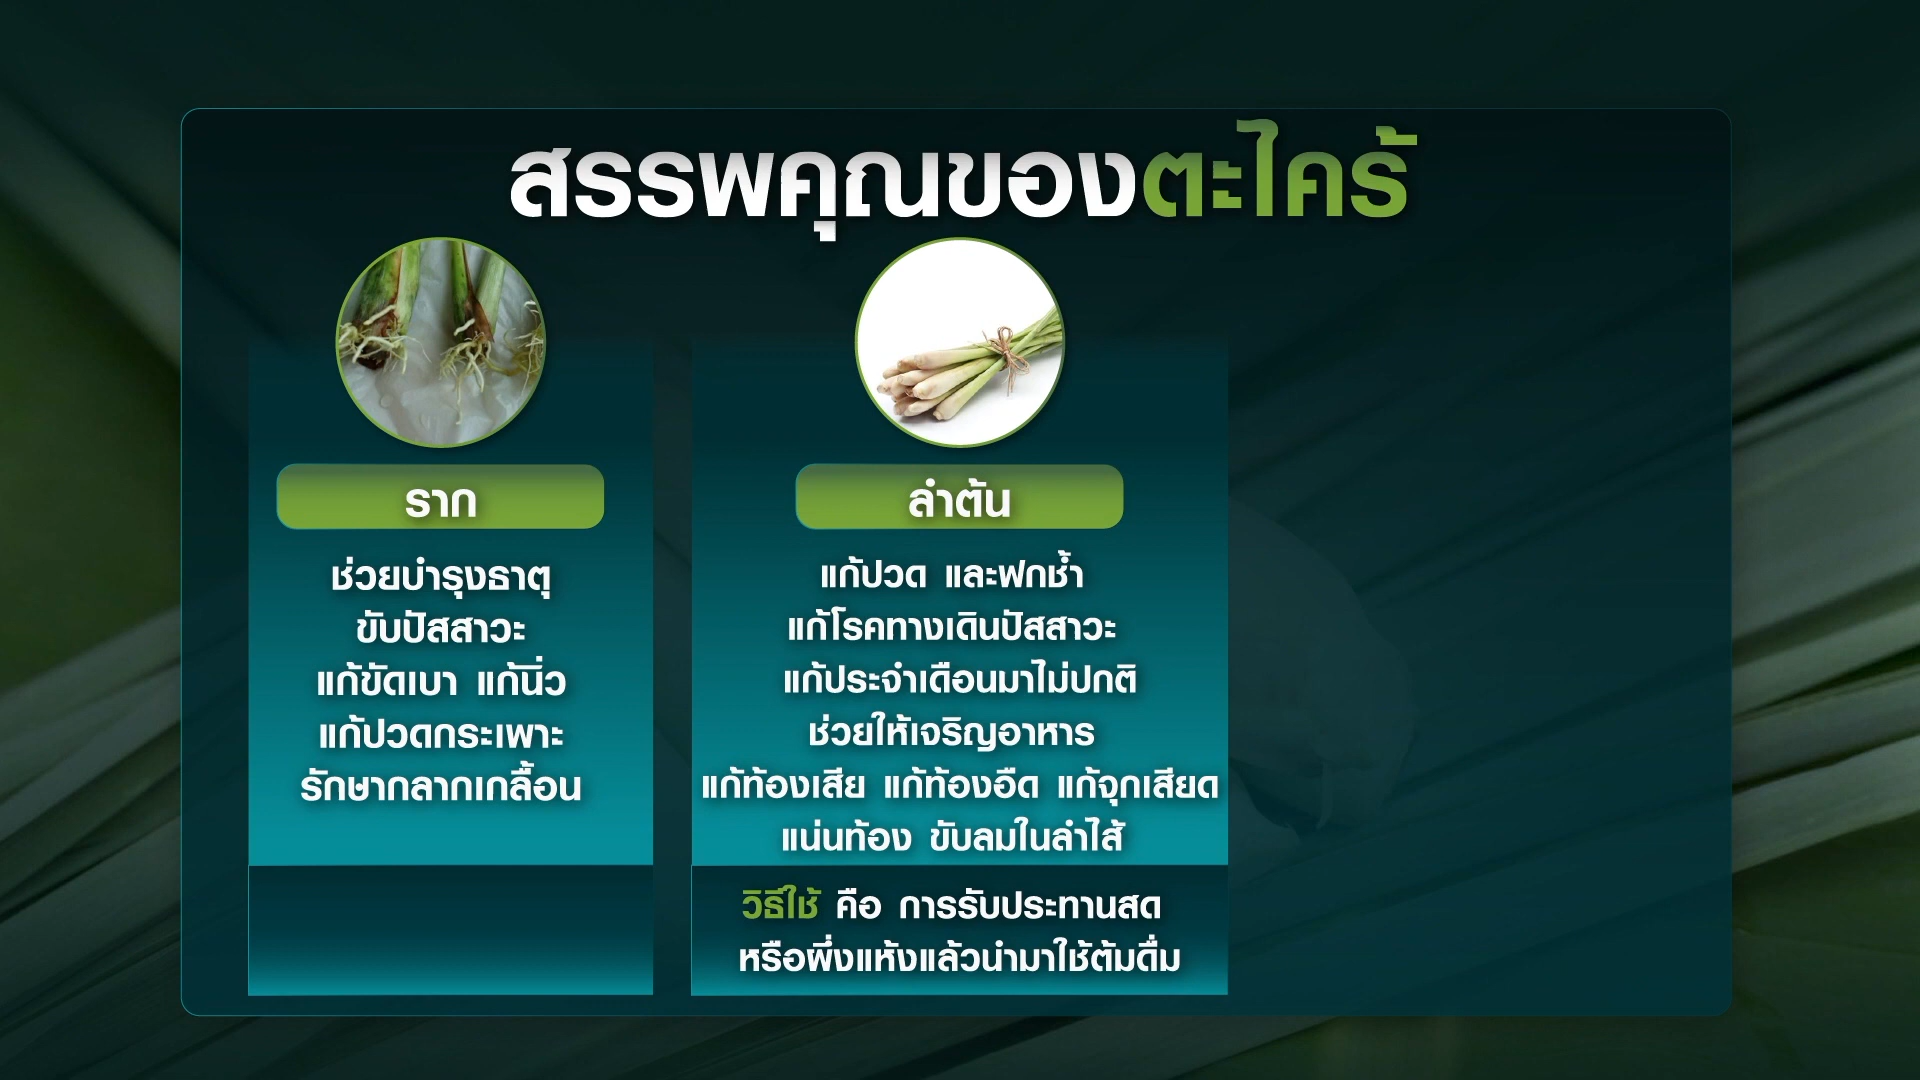 สรรพคุณของตะไคร้
ราก
ช่วยบำรุงธาตุ
ขับปัสสาวะ
แก้ขัดเบา แก้นิ่ว
แก้ปวดกระเพาะ
รักษากลากเกลื้อน
ลำต้น
แก้ปวด และฟกช้ำ
แก้โรคทางเดินปัสสาวะ
แก้ประจำเดือนมาไม่ปกติ
ช่วยให้เจริญอาหาร
แก้ท้องเสีย แก้ท้องอืด แก้จุกเสียด
แน่นท้อง ขับลมในลำไส้
วิธีใช้ คือ การรับประทานสด
หรือผึ่งแห้งแล้วนำมาใช้ต้มดื่ม